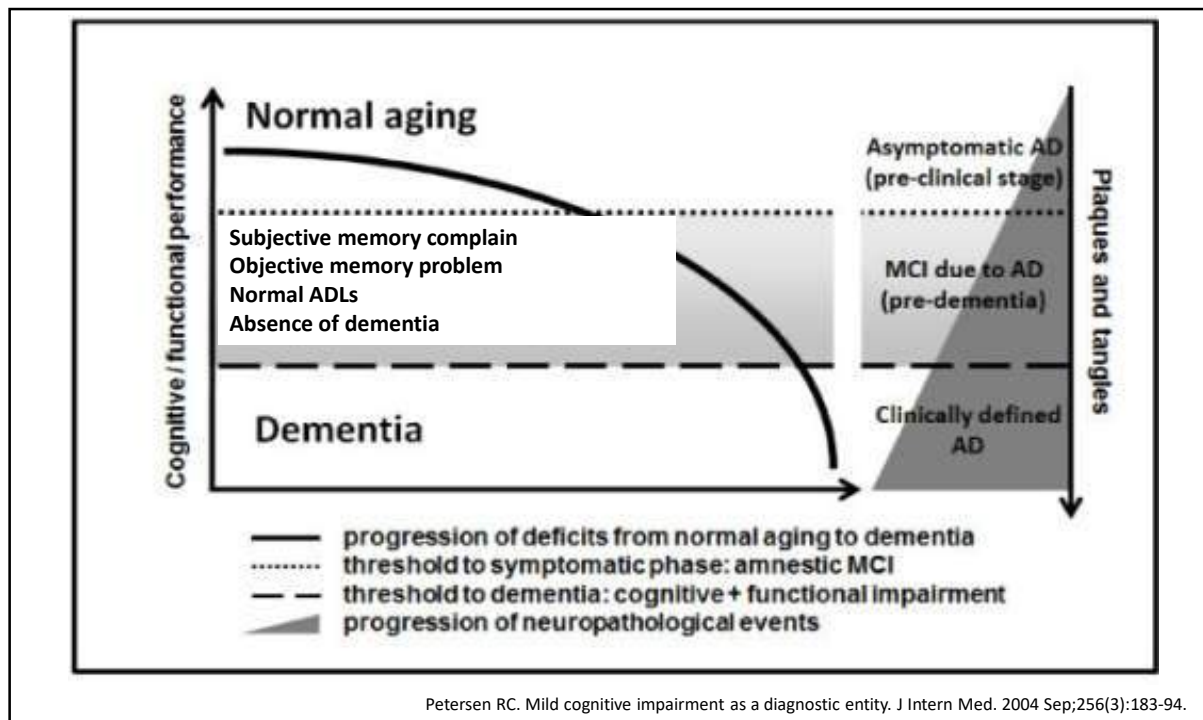 Cognitive / functional performance
Normal aging
Subjective memory complain
Objective memory problem
Normal ADLs
Absence of dementia
Dementia
Asymptomatic AD
(pre-clinical stage)
MCI due to AD
(pre-dementia)
Clinically defined
AD
Plaques and tangles
progression of deficits from normal aging to dementia
threshold to symptomatic phase: amnestic MCI
threshold to dementia: cognitive + functional impairment
progression of neuropathological events
Petersen RC. Mild cognitive impairment as a diagnostic entity. J Intern Med. 2004 Sep;256(3):183-94.